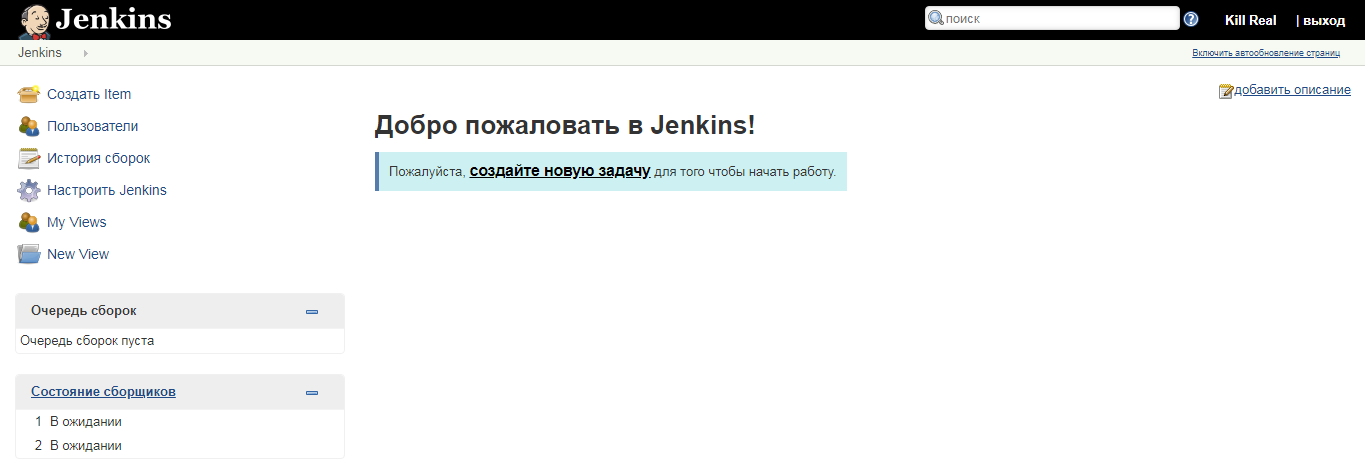 Jenkins
поиск
Kill Real
| выход
Jenkins
Включить автообновление страниц
Создать Item
Пользователи
История сборок
Настроить Jenkins
My Views
New View
добавить описание
Добро пожаловать в Jenkins!
Пожалуйста, создайте новую задачу для того чтобы начать работу.
Очередь сборок
Очередь сборок пуста
Состояние сборщиков
1 В ожидании
2 В ожидании